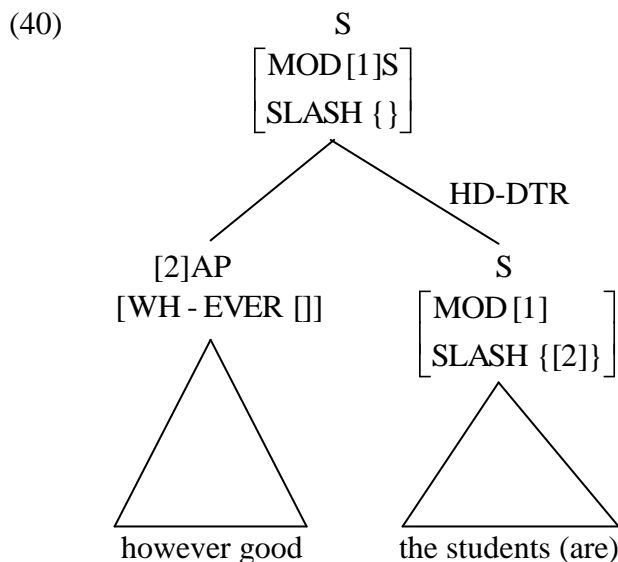 (40) S
[MOD [1]S
SLASH { }]
HD-DTR
[2]AP S
[WH - EVER []] [MOD [1]
SLASH {[2]}]
however good the students (are)